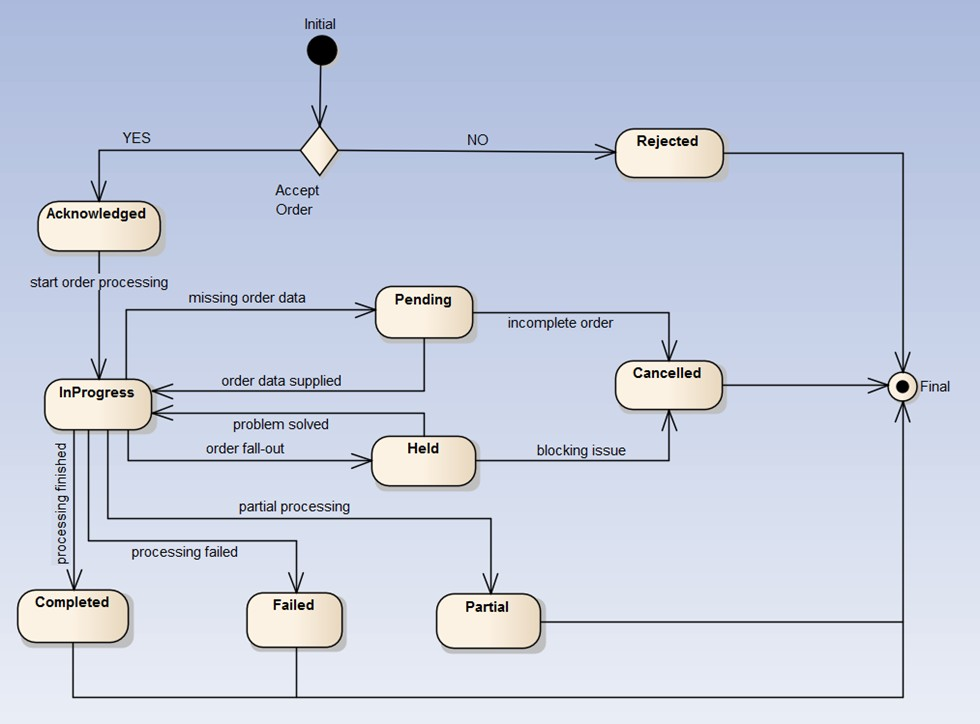 Initial
YES
NO
Rejected
Accept
Order
Acknowledged
start order processing
missing order data
Pending
incomplete order
order data supplied
Cancelled
InProgress
Final
problem solved
order fall-out
Held
blocking issue
processing finished
partial processing
processing failed
Completed
Failed
Partial